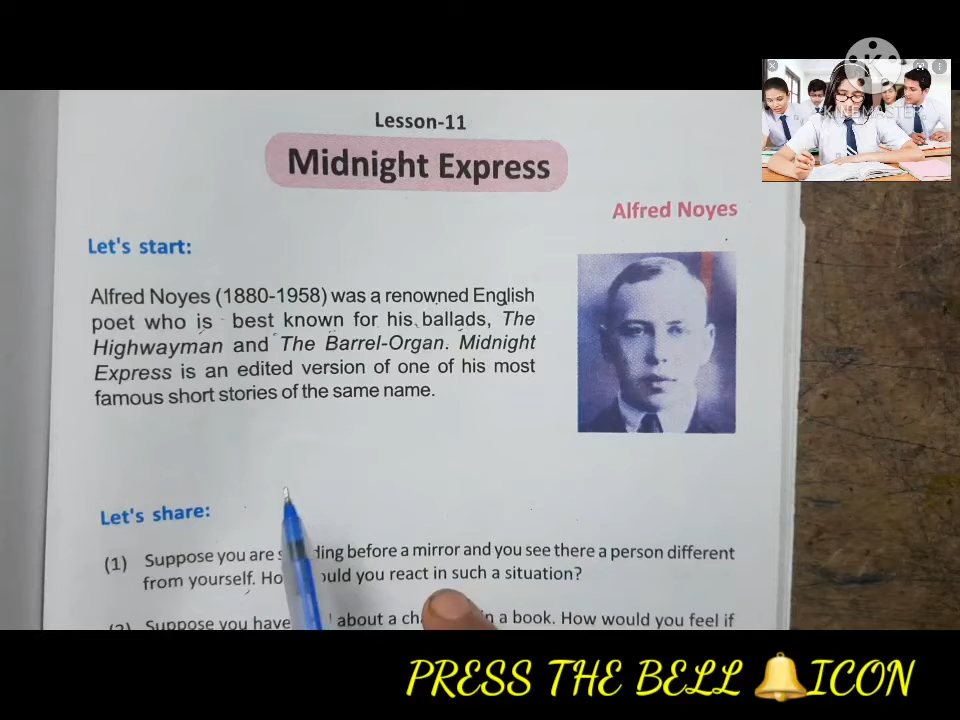 Lesson-11
Midnight Express
KINEMASTER
Alfred Noyes
Let's start:
Alfred Noyes (1880-1958) was a renowned English
poet who is best known for his ballads, The
Highwayman and The Barrel-Organ. Midnight
Express is an edited version of one of his most
famous short stories of the same name.
Let's share:
(1) Suppose you are ding before a mirror and you see there a person different
from yourself. Ho ould you react in such a situation?
(2) Suppose you have about a ch in a book. How would you feel if
PRESS THE BELL 🔔ICON